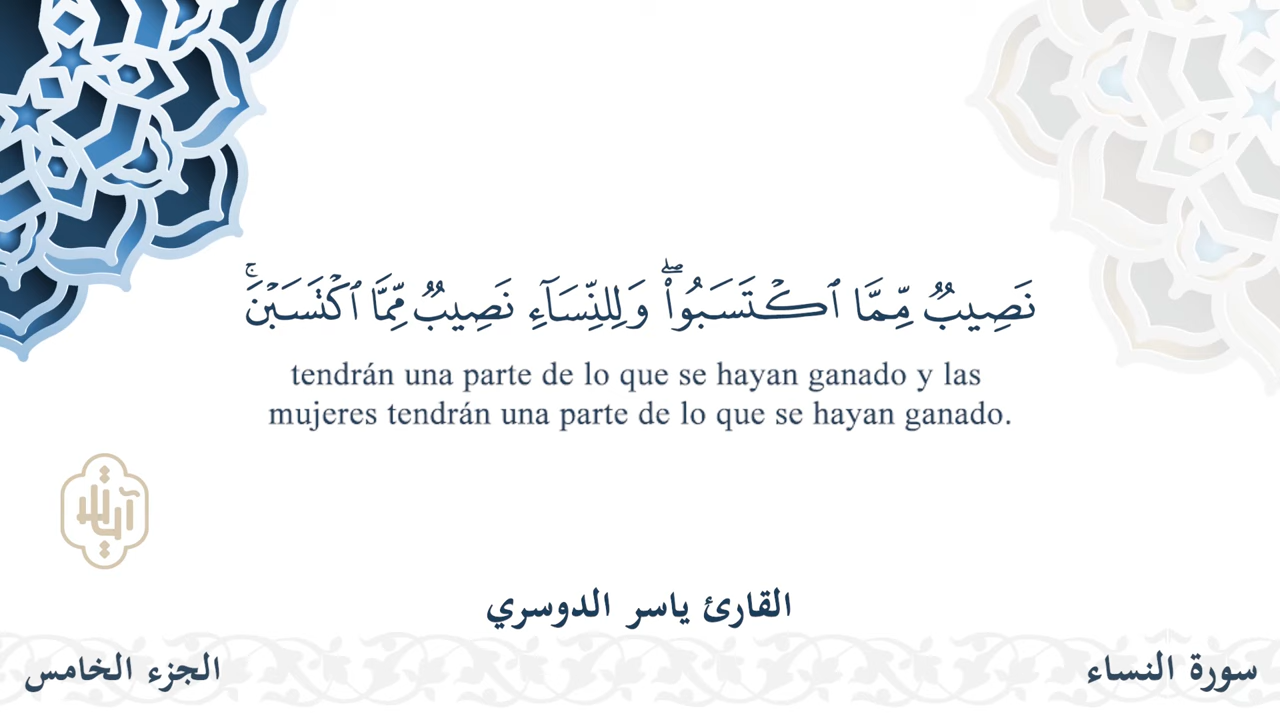 نَصِيبٌ مِّمَّا ٱكْتَسَبُوا۟ ۖ وَلِلنِّسَآءِ نَصِيبٌ مِّمَّا ٱكْتَسَبْنَ ۚ
tendrán una parte de lo que se hayan ganado y las
mujeres tendrán una parte de lo que se hayan ganado.
القارئ ياسر الدوسري
سورة النساء
الجزء الخامس